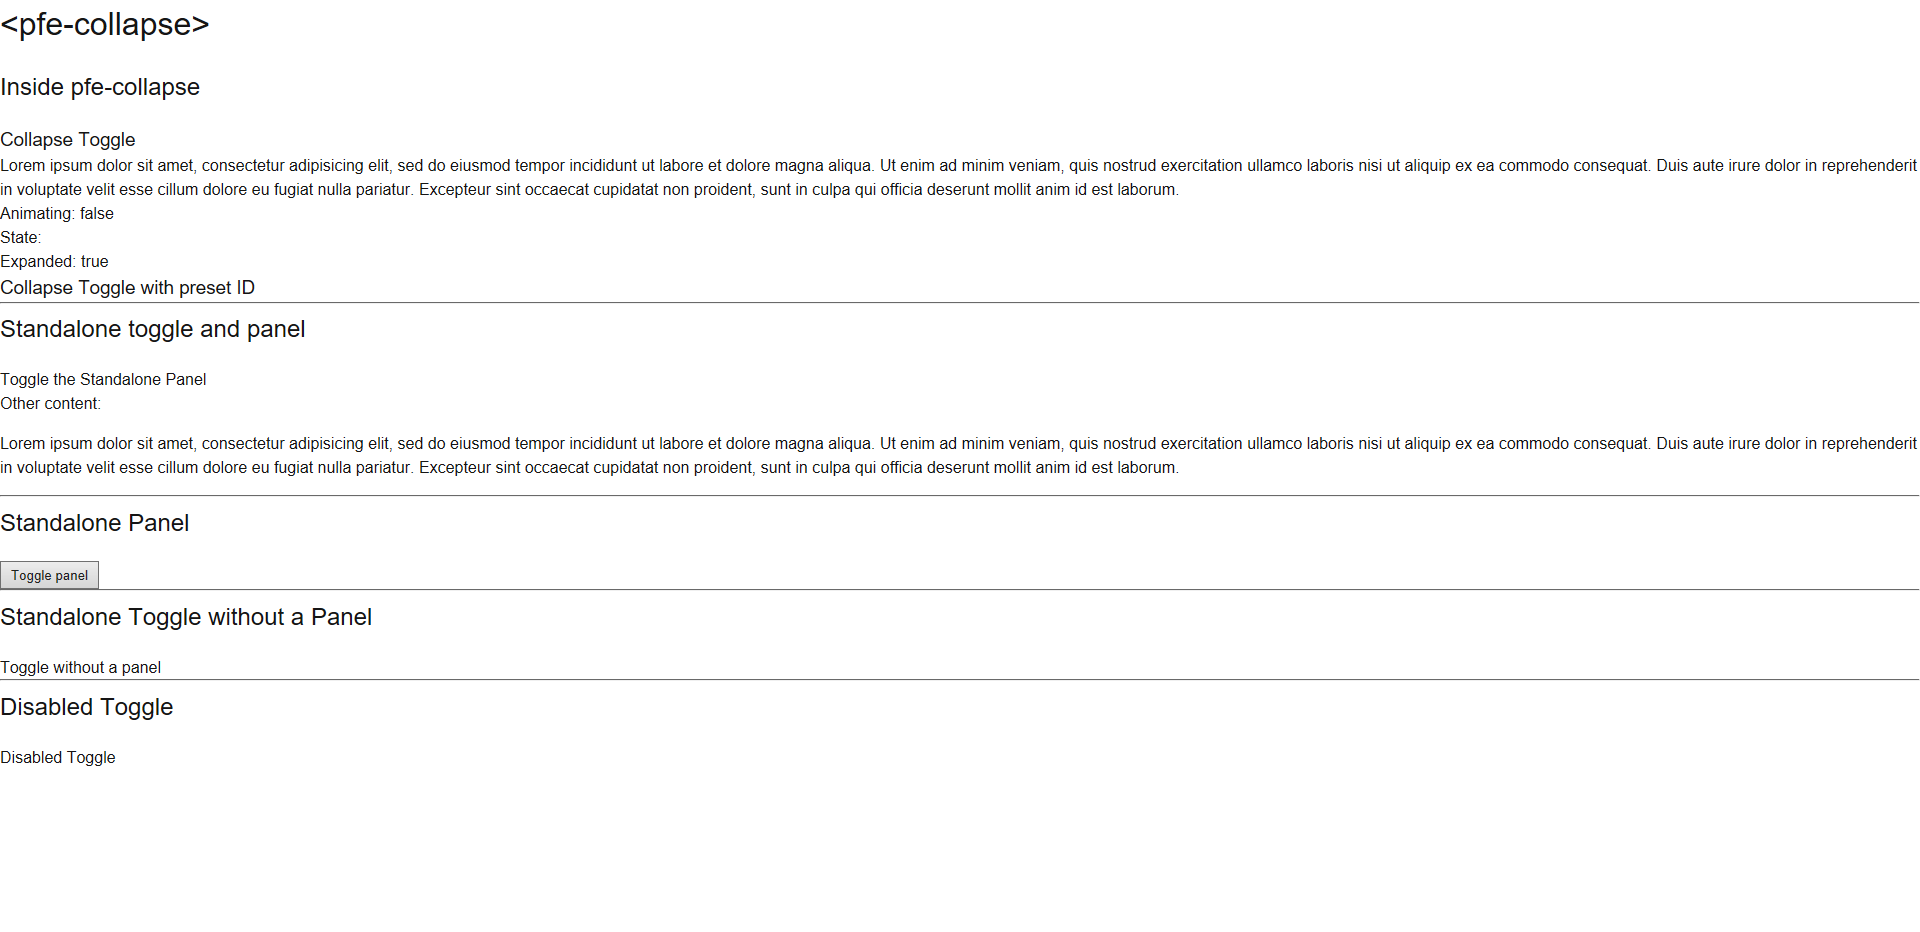 <pfe-collapse>
Inside pfe-collapse
Collapse Toggle
Lorem ipsum dolor sit amet, consectetur adipisicing elit, sed do eiusmod tempor incididunt ut labore et dolore magna aliqua. Ut enim ad minim veniam, quis nostrud exercitation ullamco laboris nisi ut aliquip ex ea commodo consequat. Duis aute irure dolor in reprehenderit
in voluptate velit esse cillum dolore eu fugiat nulla pariatur. Excepteur sint occaecat cupidatat non proident, sunt in culpa qui officia deserunt mollit anim id est laborum.
Animating: false
State:
Expanded: true
Collapse Toggle with preset ID
Standalone toggle and panel
Toggle the Standalone Panel
Other content:
Lorem ipsum dolor sit amet, consectetur adipisicing elit, sed do eiusmod tempor incididunt ut labore et dolore magna aliqua. Ut enim ad minim veniam, quis nostrud exercitation ullamco laboris nisi ut aliquip ex ea commodo consequat. Duis aute irure dolor in reprehenderit
in voluptate velit esse cillum dolore eu fugiat nulla pariatur. Excepteur sint occaecat cupidatat non proident, sunt in culpa qui officia deserunt mollit anim id est laborum.
Standalone Panel
Toggle panel
Standalone Toggle without a Panel
Toggle without a panel
Disabled Toggle
Disabled Toggle